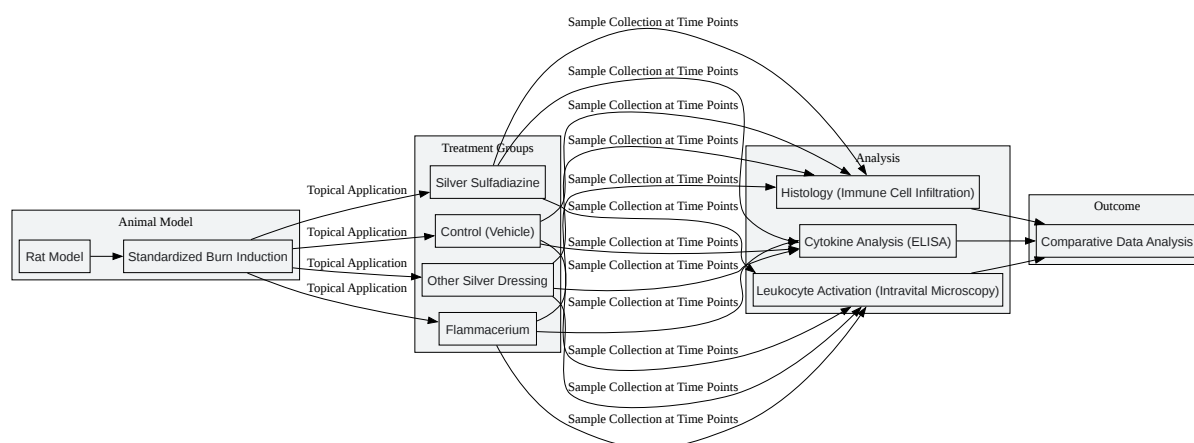 Animal Model
Rat Model
Standardized Burn Induction
Topical Application
Topical Application
Topical Application
Topical Application
Treatment Groups
Silver Sulfadiazine
Control (Vehicle)
Other Silver Dressing
Flammacerium
Sample Collection at Time Points
Sample Collection at Time Points
Sample Collection at Time Points
Sample Collection at Time Points
Sample Collection at Time Points
Sample Collection at Time Points
Sample Collection at Time Points
Sample Collection at Time Points
Sample Collection at Time Points
Sample Collection at Time Points
Sample Collection at Time Points
Sample Collection at Time Points
Analysis
Histology (Immune Cell Infiltration)
Cytokine Analysis (ELISA)
Leukocyte Activation (Intravital Microscopy)
Outcome
Comparative Data Analysis